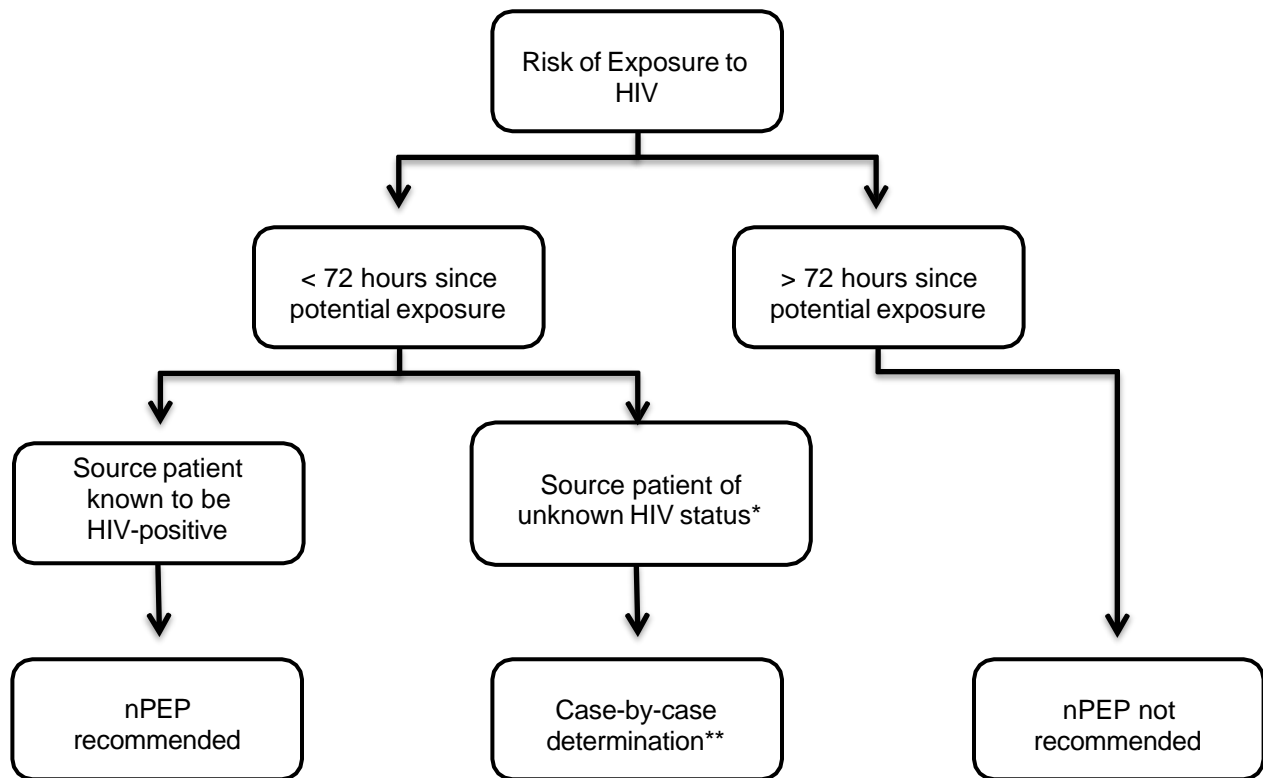 Risk of Exposure to
HIV
< 72 hours since
potential exposure
> 72 hours since
potential exposure
Source patient
known to be
HIV-positive
Source patient of
unknown HIV status*
nPEP
recommended
Case-by-case
determination**
nPEP not
recommended